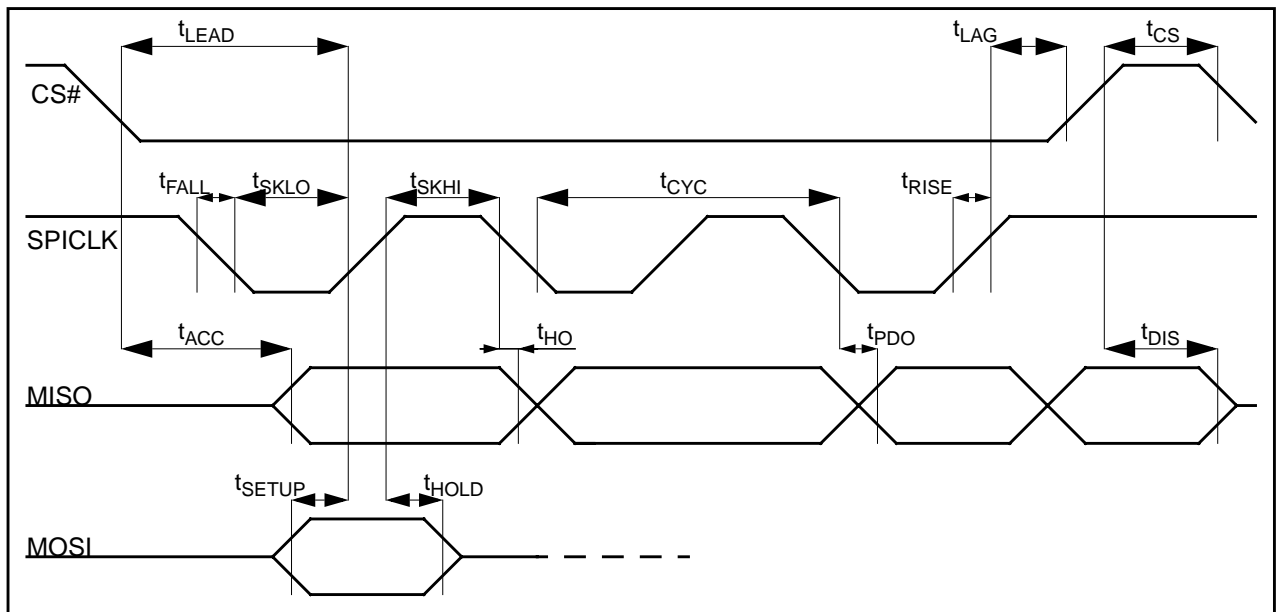 tLEAD tLAG tCS
CS#
tFALL tSKLO tSKHI tCYC tRISE
SPICLK
tACC tHO tPDO tDIS
MISO
tSETUP tHOLD
MOSI